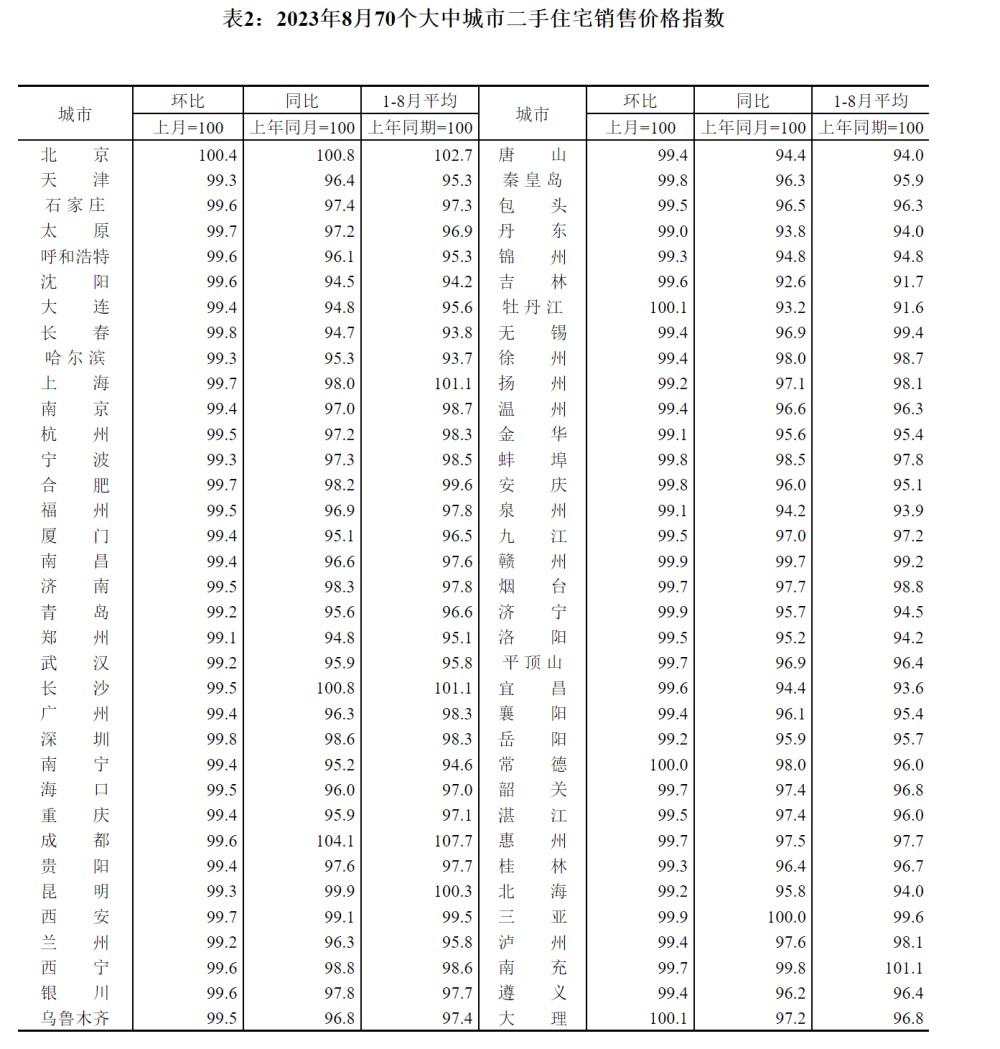 表2：2023年8月70个大中城市二手住宅销售价格指数
城市 环比 同比 1-8月平均 城市 环比 同比 1-8月平均
上月=100 上年同月=100 上年同期=100 上月=100 上年同月=100 上年同期=100
北京 100.4 100.8 102.7 唐山 99.4 94.4 94.0
天津 99.3 96.4 95.3 秦皇岛 99.8 96.3 95.9
石家庄 99.6 97.4 97.3 包头 99.5 96.5 96.3
太原 99.7 97.2 96.9 丹东 99.0 93.8 94.0
呼和浩特 99.6 96.1 95.3 锦州 99.3 94.8 94.8
沈阳 99.6 94.5 94.2 吉林 99.6 92.6 91.7
大连 99.4 94.8 95.6 牡丹江 100.1 93.2 91.6
长春 99.8 94.7 93.8 无锡 99.4 96.9 99.4
哈尔滨 99.3 95.3 93.7 徐州 99.4 98.0 98.7
上海 99.7 98.0 101.1 扬州 99.2 97.1 98.1
南京 99.4 97.0 98.7 温州 99.4 96.6 96.3
杭州 99.5 97.2 98.3 金华 99.1 95.6 95.4
宁波 99.3 97.3 98.5 蚌埠 99.8 98.5 97.8
合肥 99.7 98.2 99.6 安庆 99.8 96.0 95.1
福州 99.5 96.9 97.8 泉州 99.1 94.2 93.9
厦门 99.4 95.1 96.5 九江 99.5 97.0 97.2
南昌 99.4 96.6 97.6 赣州 99.9 99.7 99.2
济南 99.5 98.3 97.8 烟台 99.7 97.7 98.8
青岛 99.2 95.6 96.6 济宁 99.9 95.7 94.5
郑州 99.1 94.8 95.1 洛阳 99.5 95.2 94.2
武汉 99.2 95.9 95.8 平顶山 99.7 96.9 96.4
长沙 99.5 100.8 101.1 宜昌 99.6 94.4 93.6
广州 99.4 96.3 98.3 襄阳 99.4 96.1 95.4
深圳 99.8 98.6 98.3 岳阳 99.2 95.9 95.7
南宁 99.4 95.2 94.6 常德 100.0 98.0 96.0
海口 99.5 96.0 97.0 韶关 99.7 97.4 96.8
重庆 99.4 95.9 97.1 湛江 99.5 97.4 96.0
成都 99.6 104.1 107.7 惠州 99.7 97.5 97.7
贵阳 99.4 97.6 97.7 桂林 99.3 96.4 96.7
昆明 99.3 99.9 100.3 北海 99.2 95.8 94.0
西安 99.7 99.1 99.5 三亚 99.9 100.0 99.6
兰州 99.2 96.3 95.8 泸州 99.4 97.6 98.1
西宁 99.6 98.8 98.6 南充 99.7 99.8 101.1
银川 99.6 97.8 97.7 遵义 99.4 96.2 96.4
乌鲁木齐 99.5 96.8 97.4 大理 100.1 97.2 96.8